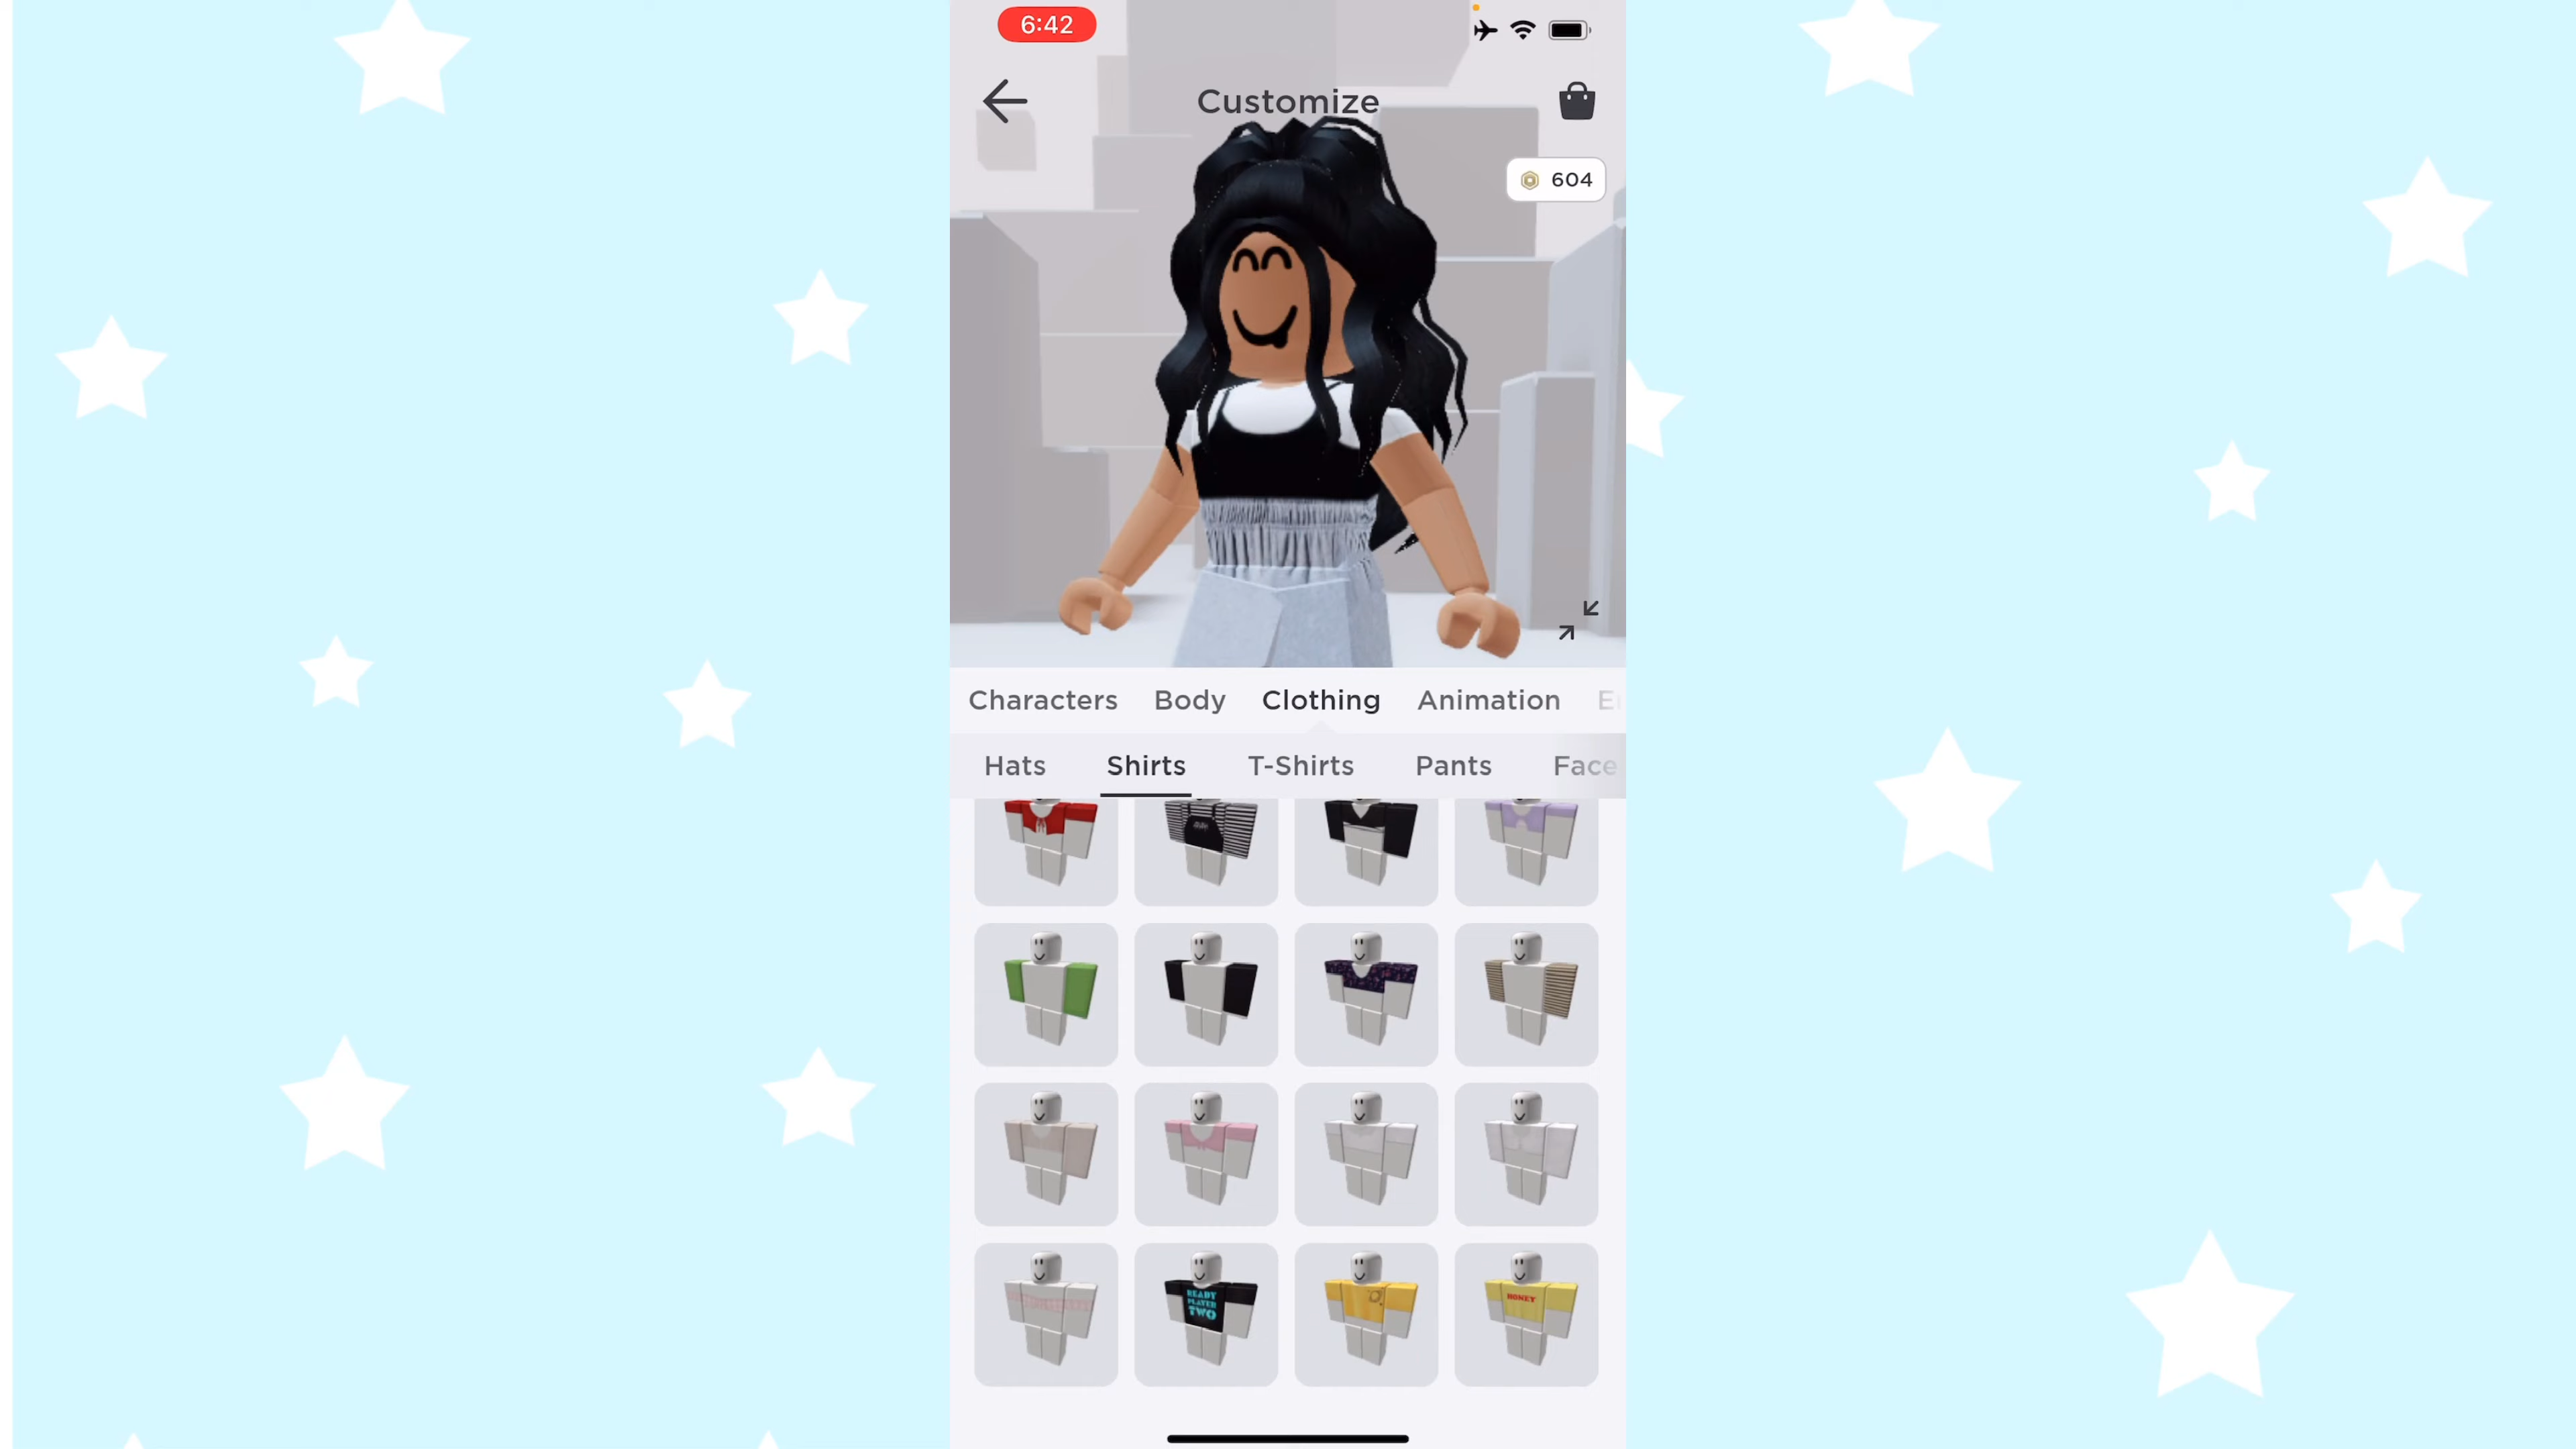 6:42
Customize
604
Characters Body Clothing Animation
Hats Shirts T-Shirts Pants Face
READY
PLAYER
TWO
HONEY